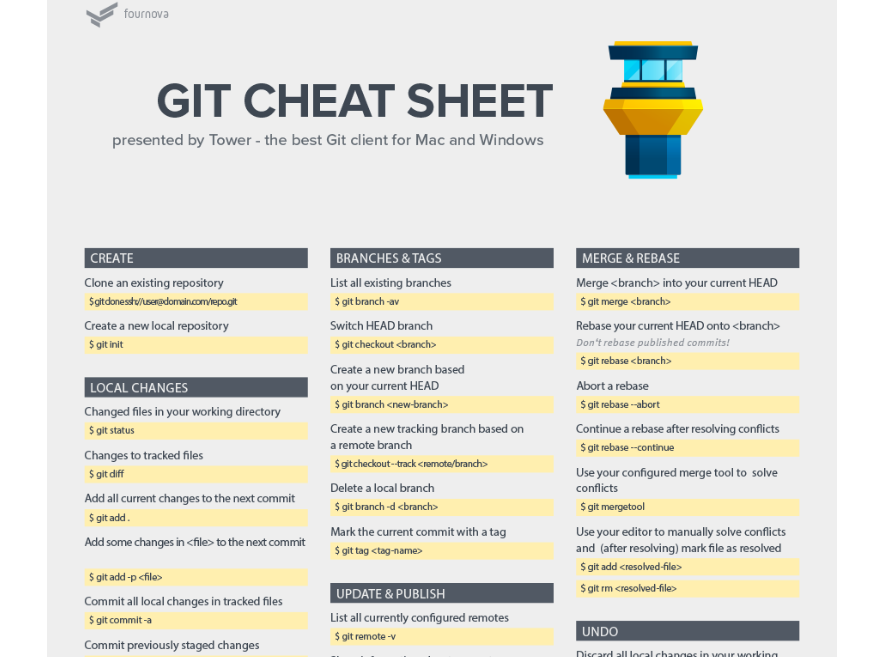 fournova
GIT CHEAT SHEET
presented by Tower - the best Git client for Mac and Windows
CREATE
Clone an existing repository
$ git clone ssh://user@domain.com/repo.git
Create a new local repository
$ git init
LOCAL CHANGES
Changed files in your working directory
$ git status
Changes to tracked files
$ git diff
Add all current changes to the next commit
$ git add .
Add some changes in <file> to the next commit
$ git add -p <file>
Commit all local changes in tracked files
$ git commit -a
Commit previously staged changes
BRANCHES & TAGS
List all existing branches
$ git branch -av
Switch HEAD branch
$ git checkout <branch>
Create a new branch based
on your current HEAD
$ git branch <new-branch>
Create a new tracking branch based on
a remote branch
$ git checkout --track <remote/branch>
Delete a local branch
$ git branch -d <branch>
Mark the current commit with a tag
$ git tag <tag-name>
UPDATE & PUBLISH
List all currently configured remotes
$ git remote -v
MERGE & REBASE
Merge <branch> into your current HEAD
$ git merge <branch>
Rebase your current HEAD onto <branch>
Don't rebase published commits!
$ git rebase <branch>
Abort a rebase
$ git rebase --abort
Continue a rebase after resolving conflicts
$ git rebase --continue
Use your configured merge tool to solve
conflicts
$ git mergetool
Use your editor to manually solve conflicts
and (after resolving) mark file as resolved
$ git add <resolved-file>
$ git rm <resolved-file>
UNDO
Discard all local changes in your working